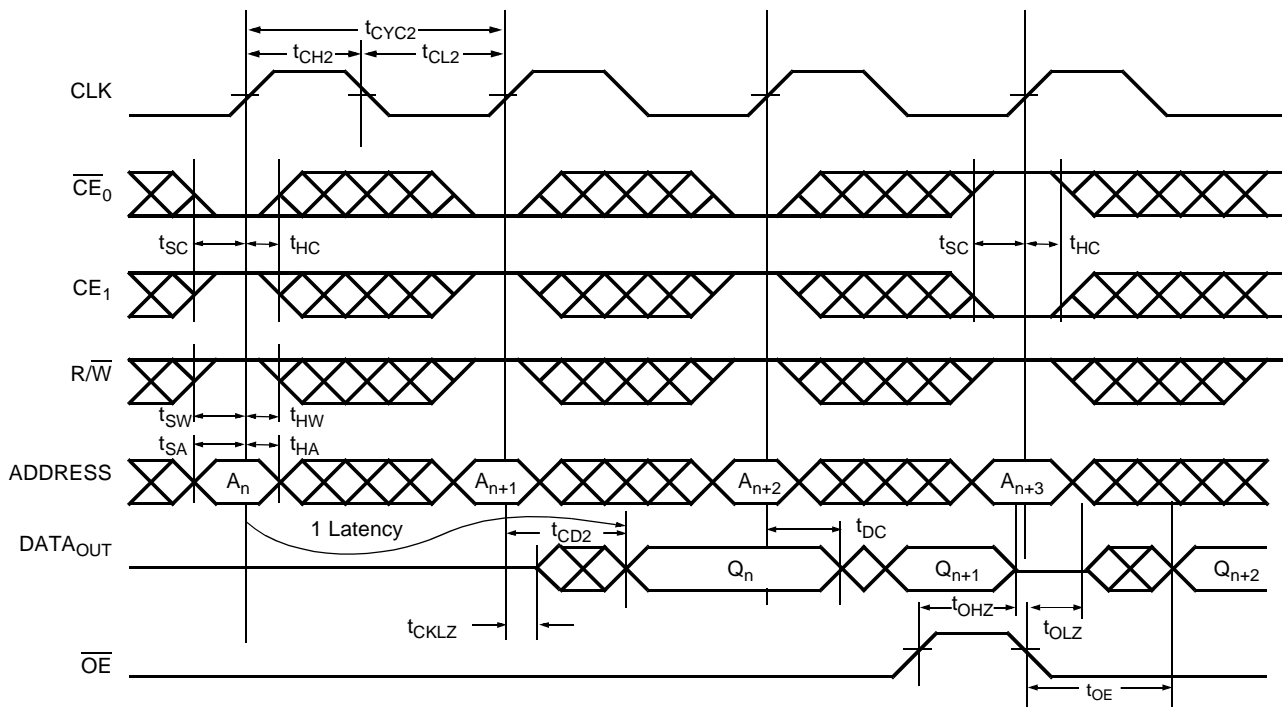 tCYC2
tCH2 tCL2
CLK
CE0
tSC tHC tSC tHC
CE1
R/W
tSW tHW
tSA tHA
ADDRESS An An+1 An+2 An+3
1 Latency tCD2 tDC
DATAOUT Qn Qn+1 Qn+2
tOHZ
tCKLZ tOLZ
OE
tOE